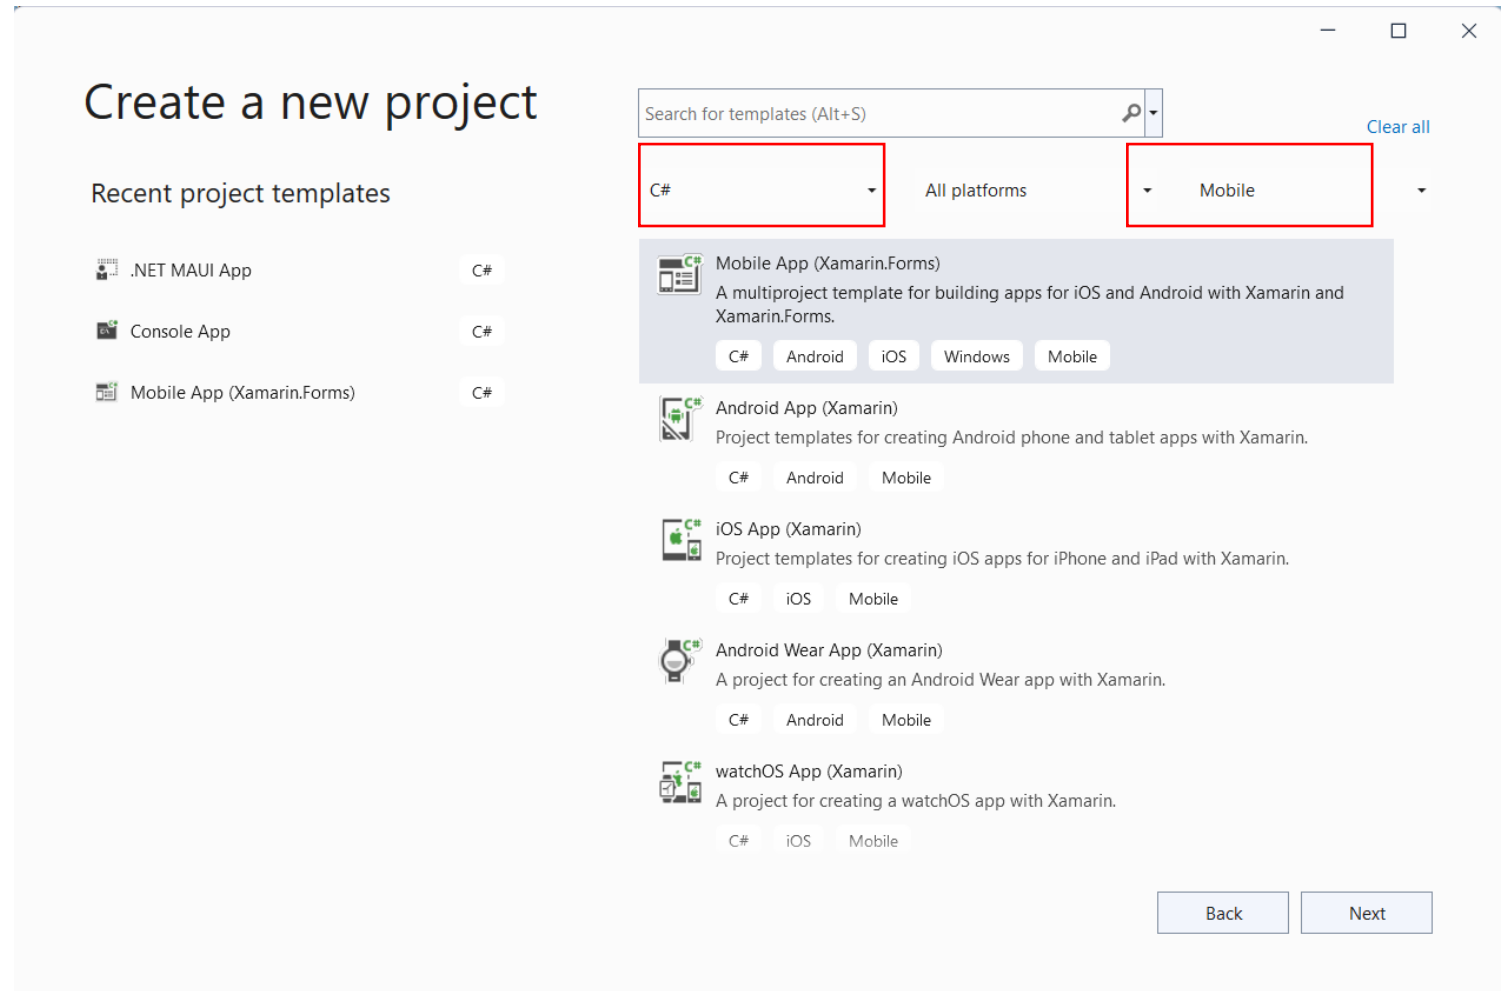 Create a new project
Search for templates (Alt+S)
Clear all
C#
All platforms
Mobile
Recent project templates
.NET MAUI App
C#
Console App
C#
Mobile App (Xamarin.Forms)
C#
Mobile App (Xamarin.Forms)
A multiproject template for building apps for iOS and Android with Xamarin and
Xamarin.Forms.
C# Android iOS Windows Mobile
Android App (Xamarin)
Project templates for creating Android phone and tablet apps with Xamarin.
C# Android Mobile
iOS App (Xamarin)
Project templates for creating iOS apps for iPhone and iPad with Xamarin.
C# iOS Mobile
Android Wear App (Xamarin)
A project for creating an Android Wear app with Xamarin.
C# Android Mobile
watchOS App (Xamarin)
A project for creating a watchOS app with Xamarin.
C# iOS Mobile
Back
Next